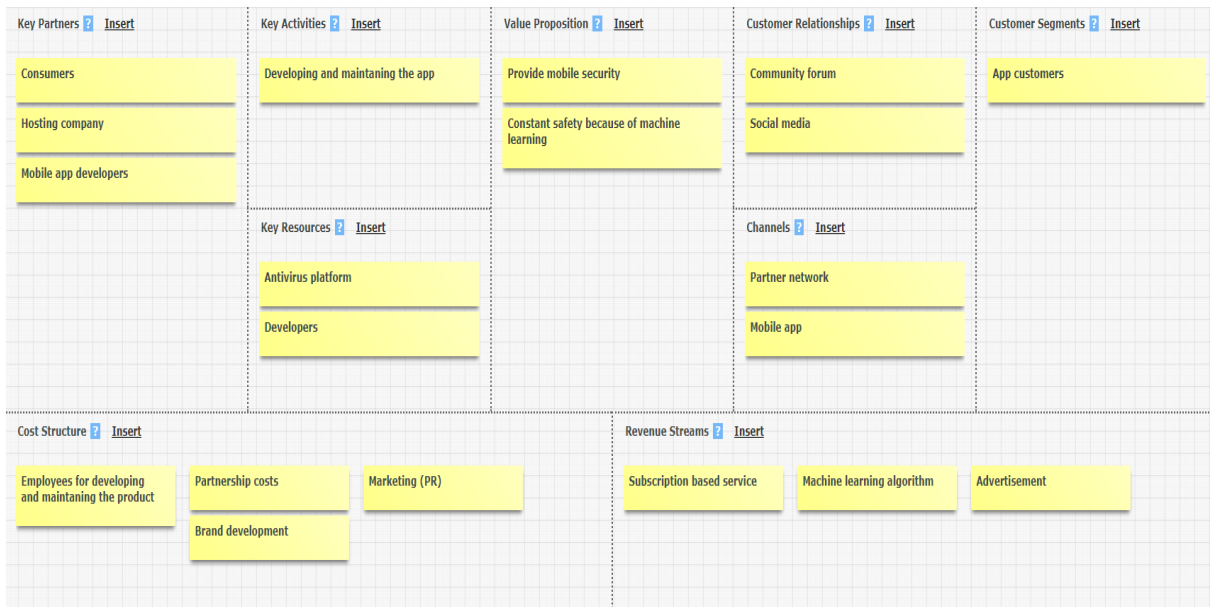 Key Partners ? Insert
Consumers
Hosting company
Mobile app developers
Key Activities ? Insert
Developing and maintaning the app
Key Resources ? Insert
Antivirus platform
Developers
Value Proposition ? Insert
Provide mobile security
Constant safety because of machine
learning
Customer Relationships ? Insert
Community forum
Social media
Channels ? Insert
Partner network
Mobile app
Customer Segments ? Insert
App customers
Cost Structure ? Insert
Employees for developing
and maintaning the product
Partnership costs
Brand development
Marketing (PR)
Revenue Streams ? Insert
Subscription based service
Machine learning algorithm
Advertisement